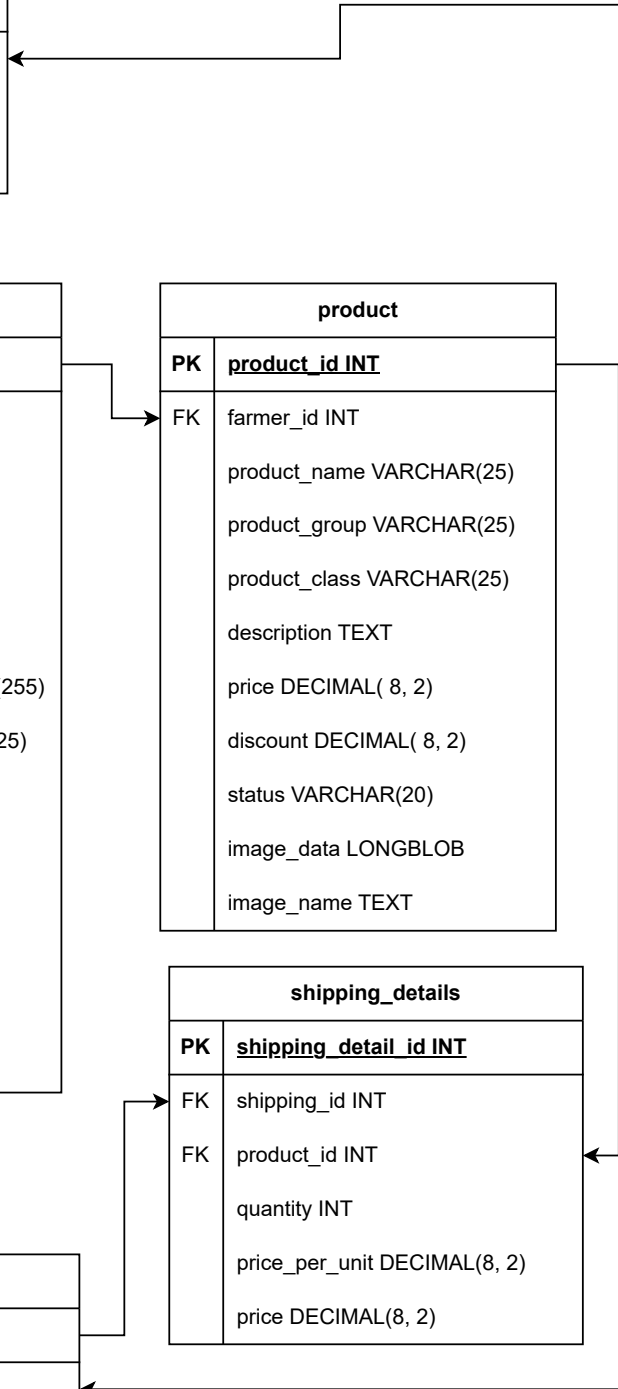 product
PK product_id INT
FK farmer_id INT
product_name VARCHAR(25)
product_group VARCHAR(25)
product_class VARCHAR(25)
description TEXT
255)
price DECIMAL( 8, 2)
25)
discount DECIMAL( 8, 2)
status VARCHAR(20)
image_data LONGBLOB
image_name TEXT
shipping_details
PK shipping_detail_id INT
FK shipping_id INT
FK product_id INT
quantity INT
price_per_unit DECIMAL(8, 2)
price DECIMAL(8, 2)